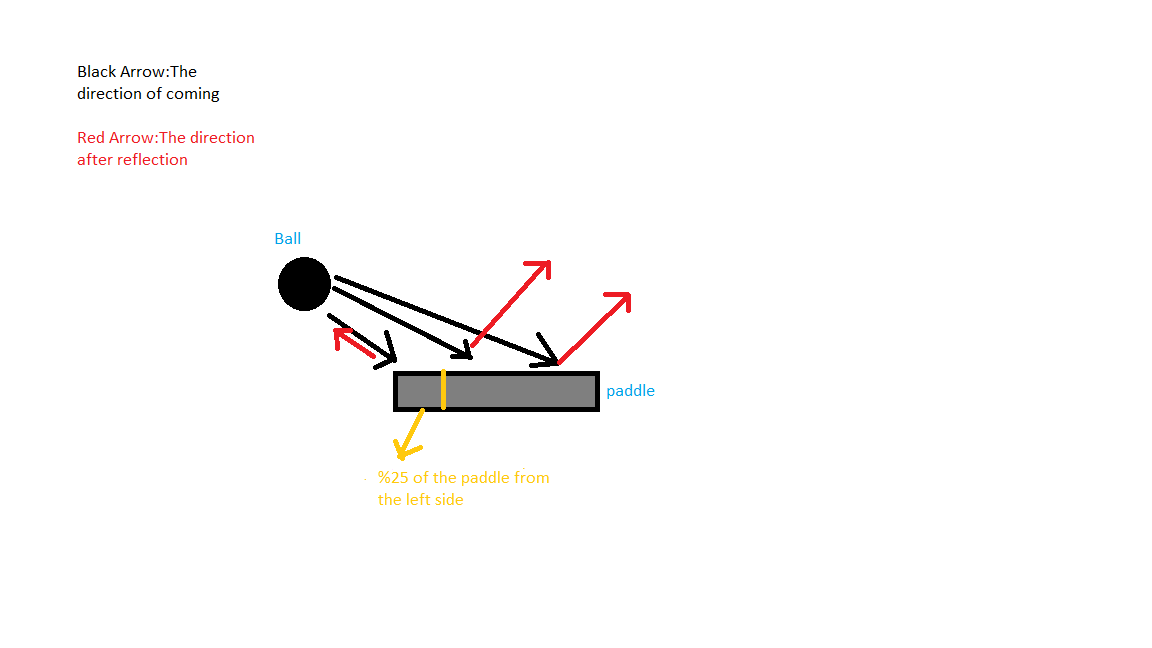 Black Arrow:The
direction of coming
Red Arrow:The direction
after reflection
Ball
paddle
%25 of the paddle from
the left side